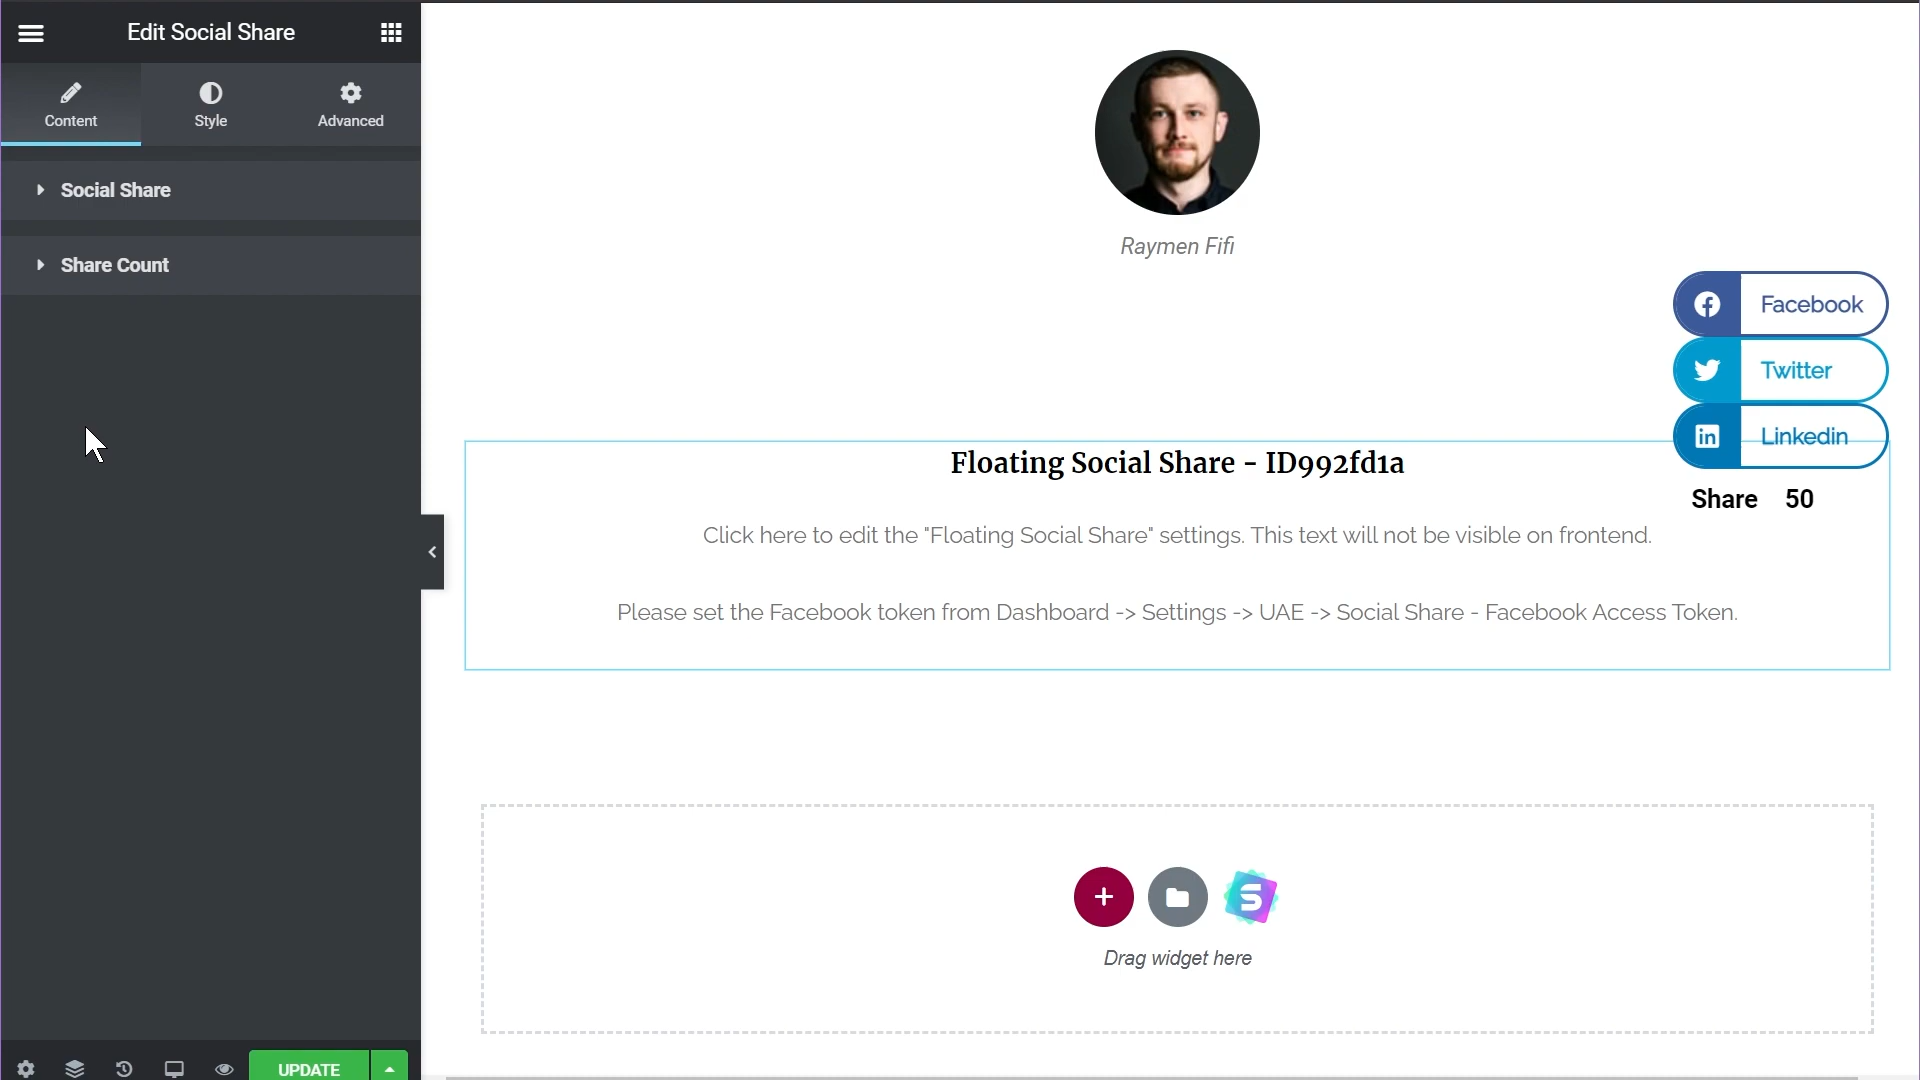 Edit Social Share
Content
Style
Advanced
Social Share
Share Count
UPDATE
Raymen Fifi
Facebook
Twitter
Linkedin
Share 50
Floating Social Share - ID992fd1a
Click here to edit the "Floating Social Share" settings. This text will not be visible on frontend.
Please set the Facebook token from Dashboard -> Settings -> UAE -> Social Share - Facebook Access Token.
Drag widget here